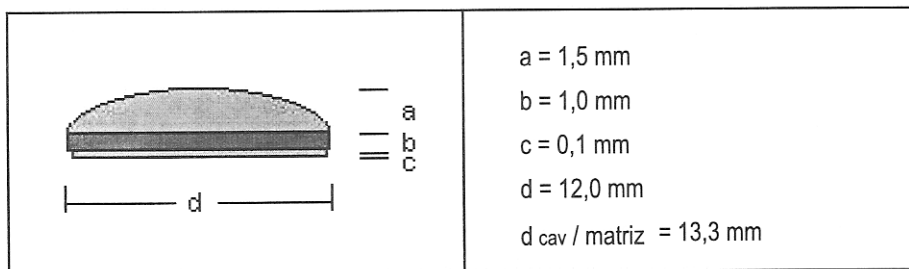 a
b
c
d
a = 1,5 mm
b = 1,0 mm
c = 0,1 mm
d = 12,0 mm
d cav / matriz = 13,3 mm